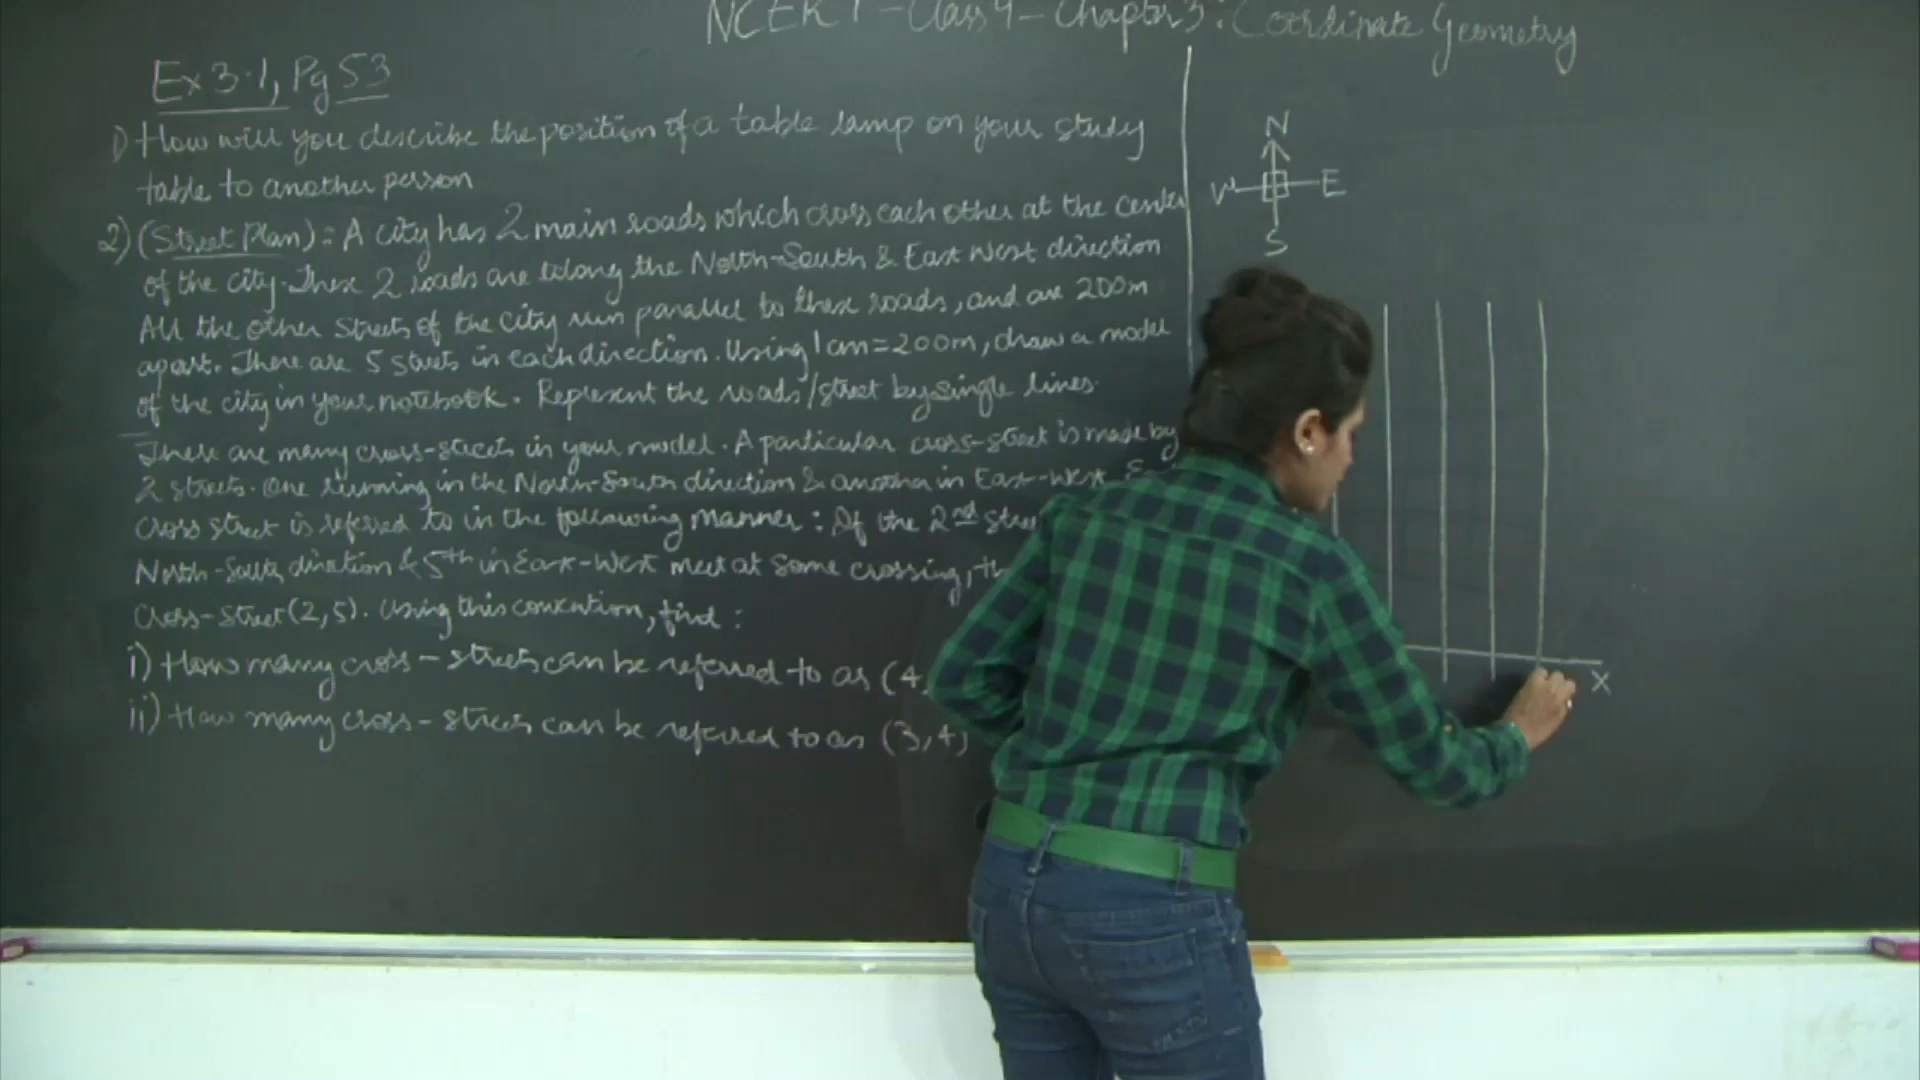 NCERT - Class 9 - Chapter 3: Coordinate Geometry
Ex 3.1, Pg 53
1) How will you describe the position of a table lamp on your study
table to another person
2) (Street Plan): A city has 2 main roads which cross each other at the center
of the city. These 2 roads are along the North-South & East West direction
All the other streets of the city run parallel to these roads, and are 200m
apart. There are 5 streets in each direction. Using 1cm = 200m, draw a model
of the city in your notebook. Represent the roads/street by single lines.
There are many cross-streets in your model. A particular cross-street is made by
2 streets. One running in the North-South direction & another in East-West.
Cross street is referred to in the following manner: If the 2nd
North-South direction & 5th in East-West meet at some crossing,
Cross-street (2,5). Using this convention, find:
i) How many cross-streets can be referred to as (4,
ii) How many cross-streets can be referred to as (3,4)
N
W E
S
X